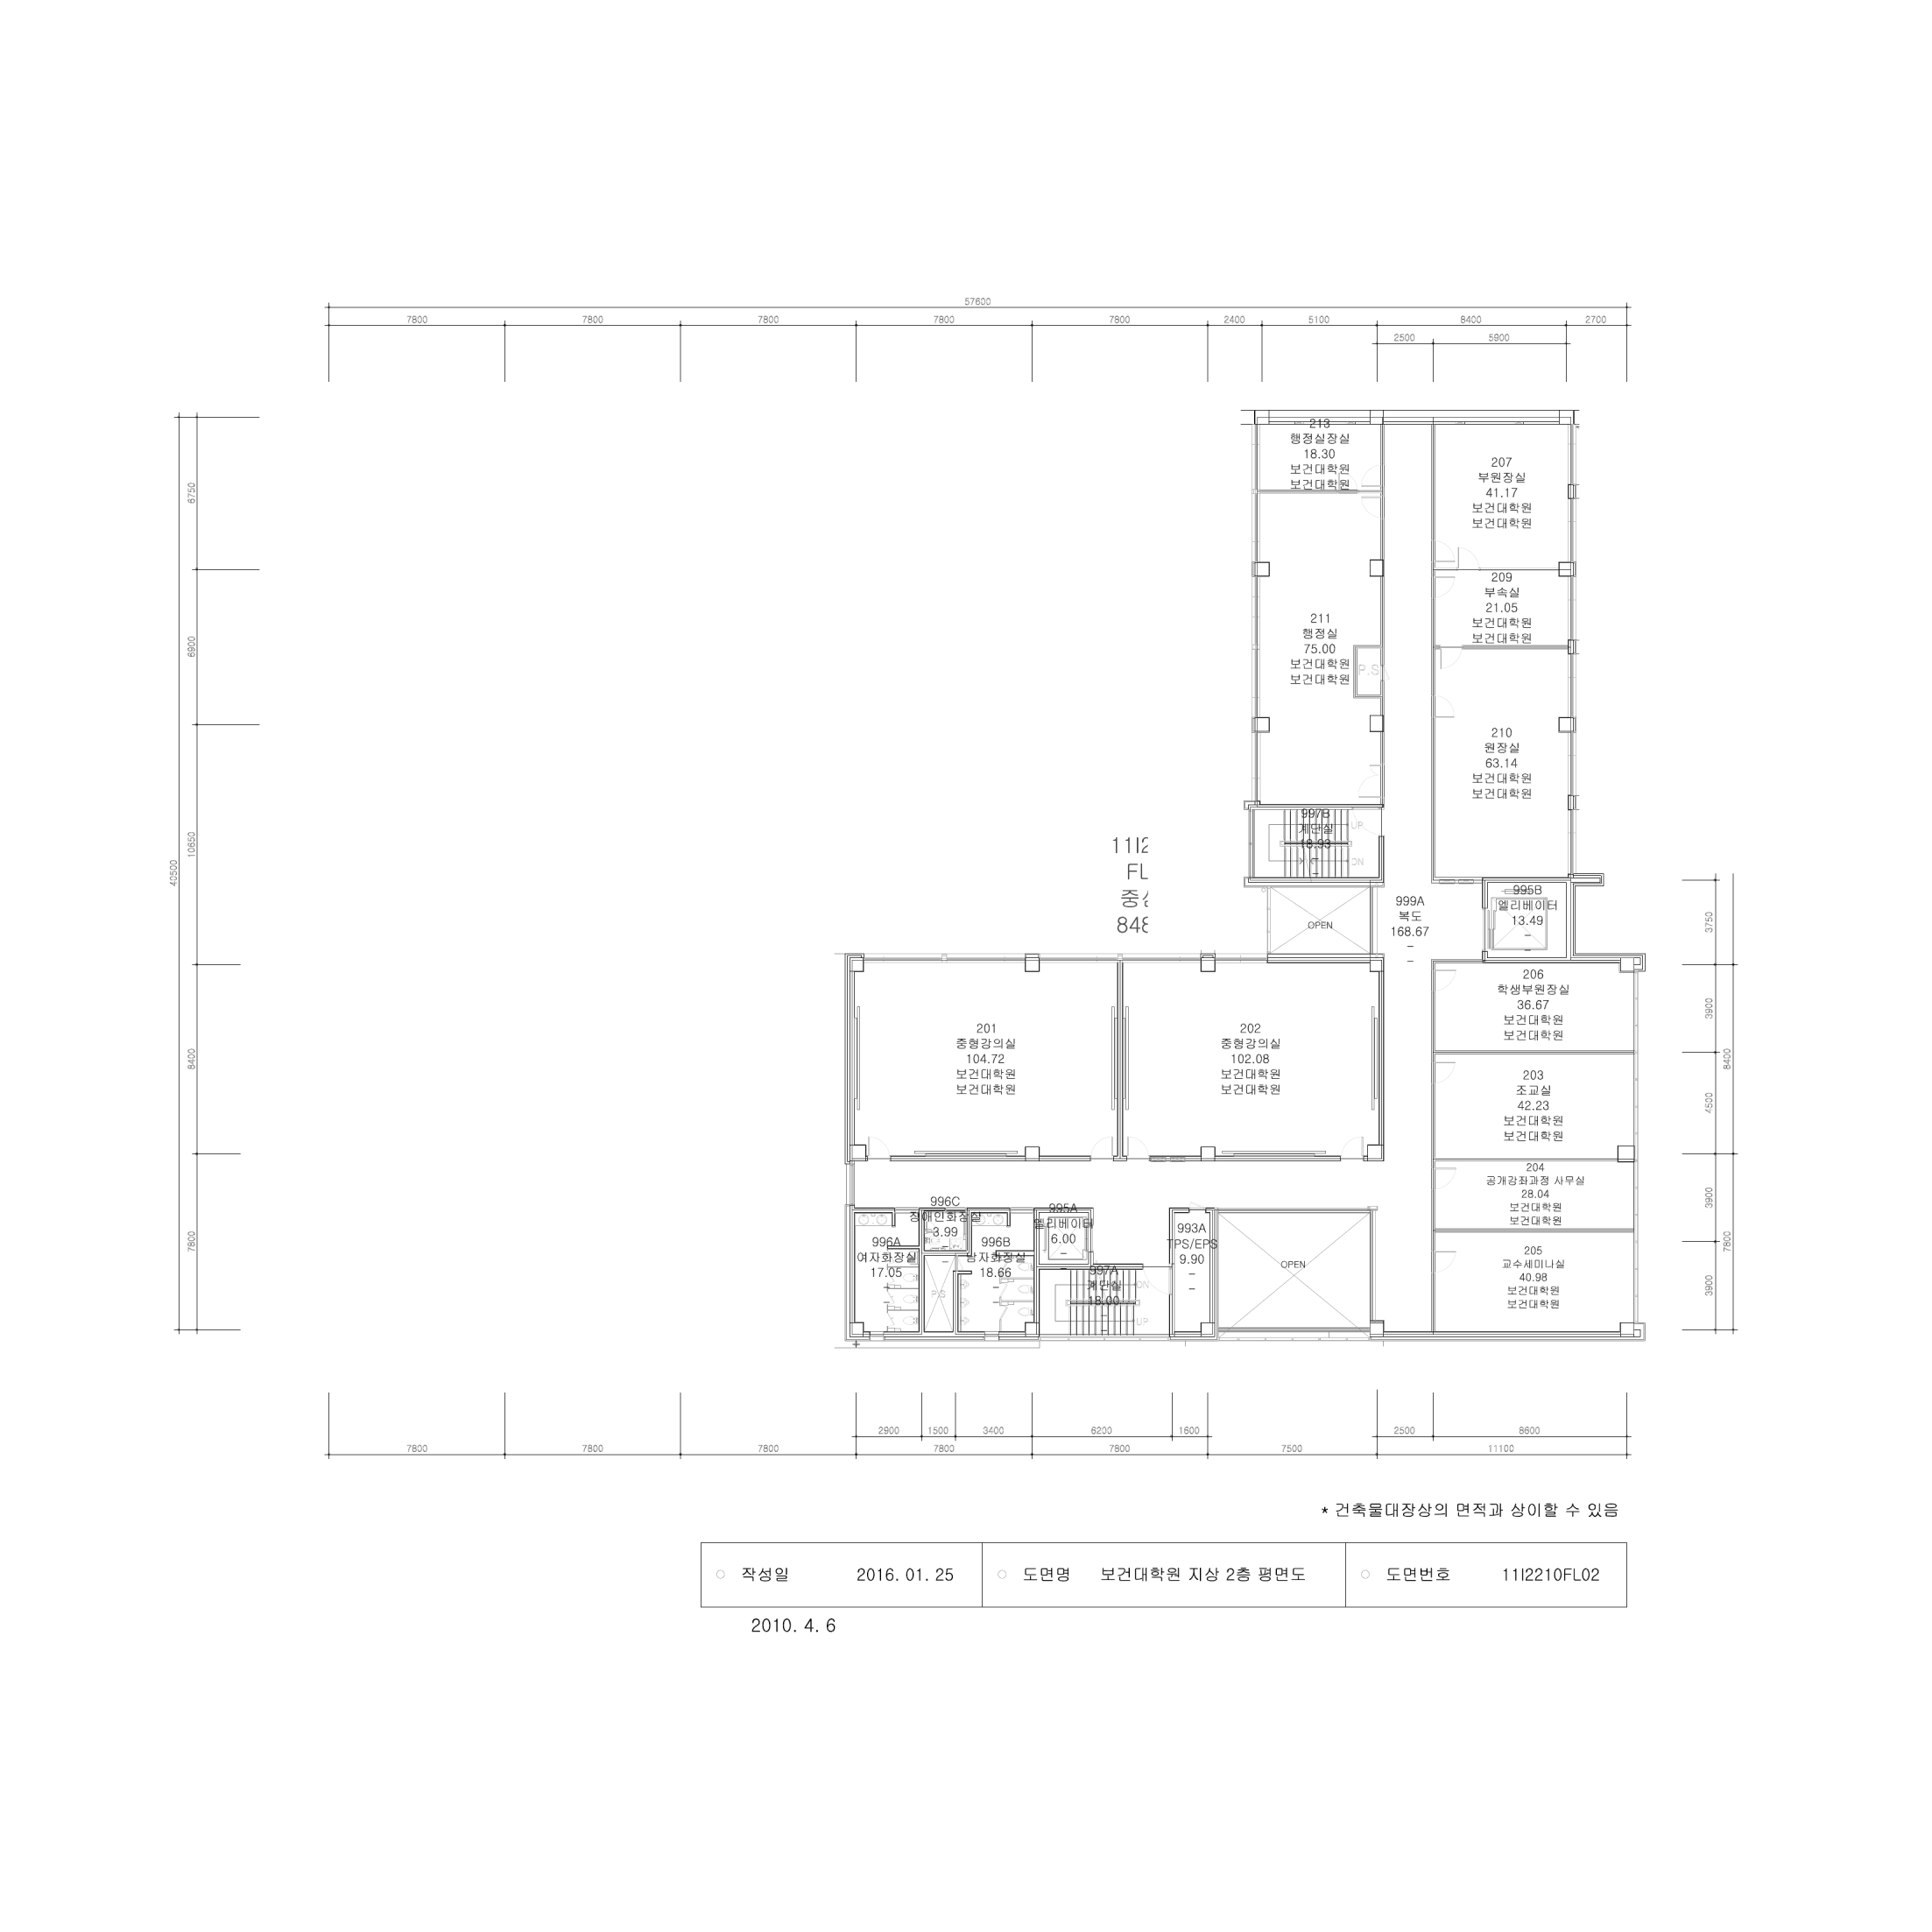 57600
7800 7800 7800 7800 7800 2400 5100 8400 2700
2500 5900
40500
6750
6900
10650
8400
7800
213
행정실장실
18.30
보건대학원
보건대학원
207
부원장실
41.17
보건대학원
보건대학원
209
부속실
21.05
보건대학원
보건대학원
211
행정실
75.00
보건대학원
보건대학원
P.S
210
원장실
63.14
보건대학원
보건대학원
997B
계단실
18.93
UP
DN
11I2
FL
848
OPEN
999A
복도
168.67
995B
엘리베이터
13.49
201
중형강의실
104.72
보건대학원
보건대학원
202
중형강의실
102.08
보건대학원
보건대학원
206
학생부원장실
36.67
보건대학원
보건대학원
203
조교실
42.23
보건대학원
보건대학원
204
공개강좌과정 사무실
28.04
보건대학원
보건대학원
205
교수세미나실
40.98
보건대학원
보건대학원
996A
여자화장실
17.05
996C
장애인화장실
3.99
P.S
996B
남자화장실
18.66
995A
엘리베이터
6.00
997A
계단실
18.00
DN
UP
993A
TPS/EPS
9.90
OPEN
3750
3900
4500
3900
3900
8400
7800
2900 1500 3400 6200 1600 2500 8600
7800 7800 7800 7800 7800 7500 11100
* 건축물대장상의 면적과 상이할 수 있음
작성일 2016. 01. 25 도면명 보건대학원 지상 2층 평면도 도면번호 11I2210FL02
2010. 4. 6